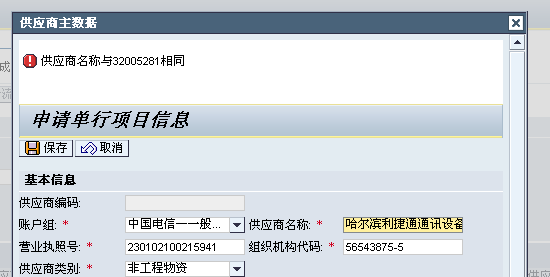 供应商主数据
成
供应商名称与32005281相同
流
申请单行项目信息
保存 取消
基本信息
供应商编码:
账户组: * 中国电信一一般... 供应商名称: * 哈尔滨利捷通通讯设备
营业执照号: * 230102100215941 组织机构代码: * 56543875-5
供应商类别: * 非工程物资
供应